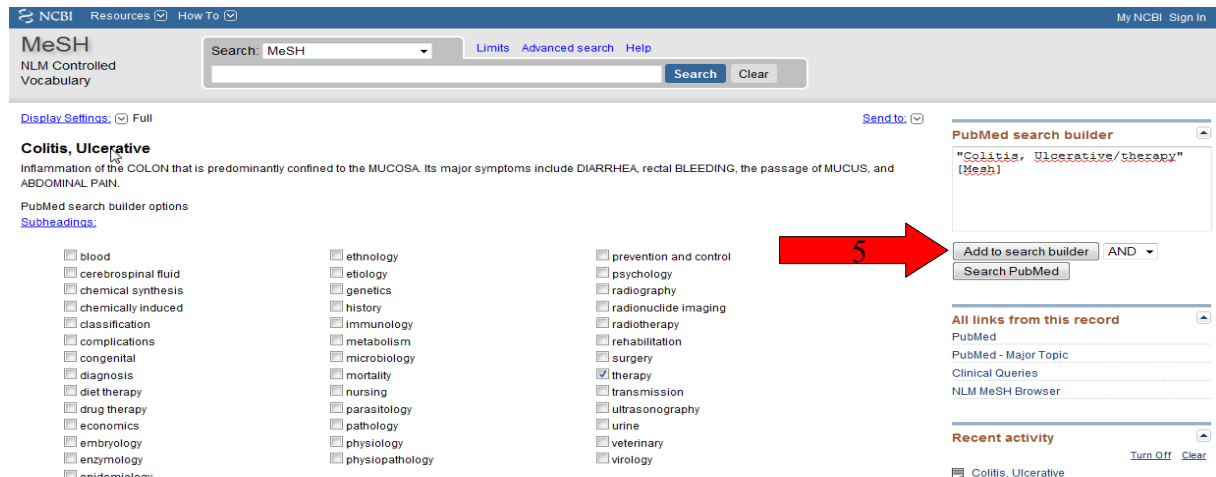 NCBI Resources How To My NCBI Sign In
MeSH
NLM Controlled
Vocabulary
Search: MeSH
Limits Advanced search Help
Search Clear
Display Settings: Full
Send to:
Colitis, Ulcerative
Inflammation of the COLON that is predominantly confined to the MUCOSA. Its major symptoms include DIARRHEA, rectal BLEEDING, the passage of MUCUS, and
ABDOMINAL PAIN.
PubMed search builder options
Subheadings:
blood
cerebrospinal fluid
chemical synthesis
chemically induced
classification
complications
congenital
diagnosis
diet therapy
drug therapy
economics
embryology
enzymology
epidemiology
ethnology
etiology
genetics
history
immunology
metabolism
microbiology
mortality
nursing
parasitology
pathology
physiology
physiopathology
prevention and control
psychology
radiography
radionuclide imaging
radiotherapy
rehabilitation
surgery
therapy
transmission
ultrasonography
urine
veterinary
virology
5
PubMed search builder
"Colitis, Ulcerative/therapy"
[Mesh]
Add to search builder AND
Search PubMed
All links from this record
PubMed
PubMed - Major Topic
Clinical Queries
NLM MeSH Browser
Recent activity
Turn Off Clear
Colitis, Ulcerative